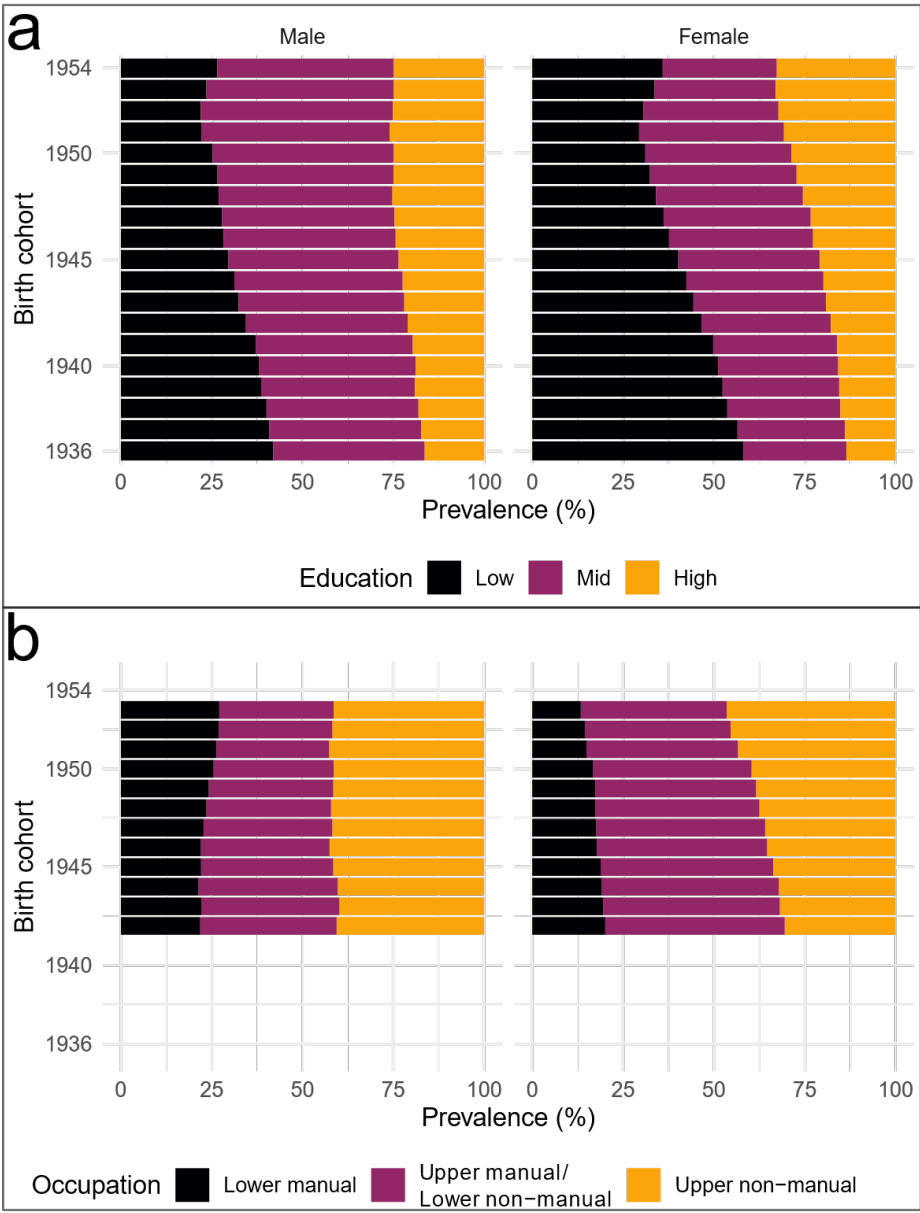 a
Male
Female
1954
1950
1945
1940
1936
Birth cohort
0 25 50 75 100
0 25 50 75 100
Prevalence (%)
Prevalence (%)
Education Low Mid High
b
1954
1950
1945
1940
1936
Birth cohort
0 25 50 75 100
0 25 50 75 100
Prevalence (%)
Prevalence (%)
Occupation Lower manual Upper manual/
Lower non−manual Upper non−manual